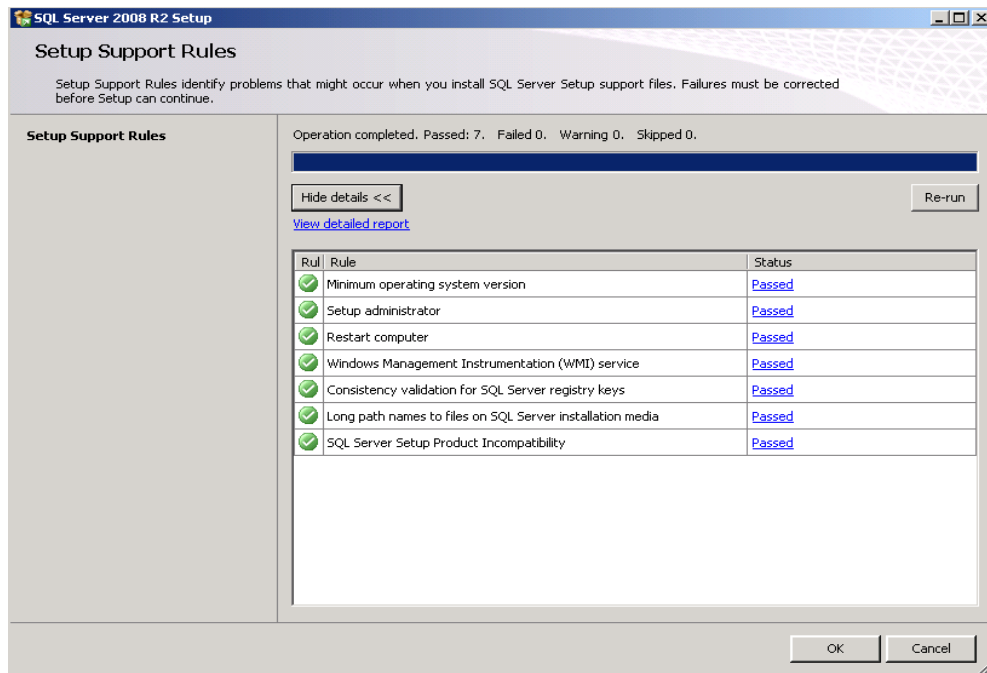 SQL Server 2008 R2 Setup
Setup Support Rules
Setup Support Rules identify problems that might occur when you install SQL Server Setup support files. Failures must be corrected
before Setup can continue.
Setup Support Rules
Operation completed. Passed: 7. Failed 0. Warning 0. Skipped 0.
Hide details <<
Re-run
View detailed report
Rul Rule Status
Minimum operating system version Passed
Setup administrator Passed
Restart computer Passed
Windows Management Instrumentation (WMI) service Passed
Consistency validation for SQL Server registry keys Passed
Long path names to files on SQL Server installation media Passed
SQL Server Setup Product Incompatibility Passed
OK Cancel